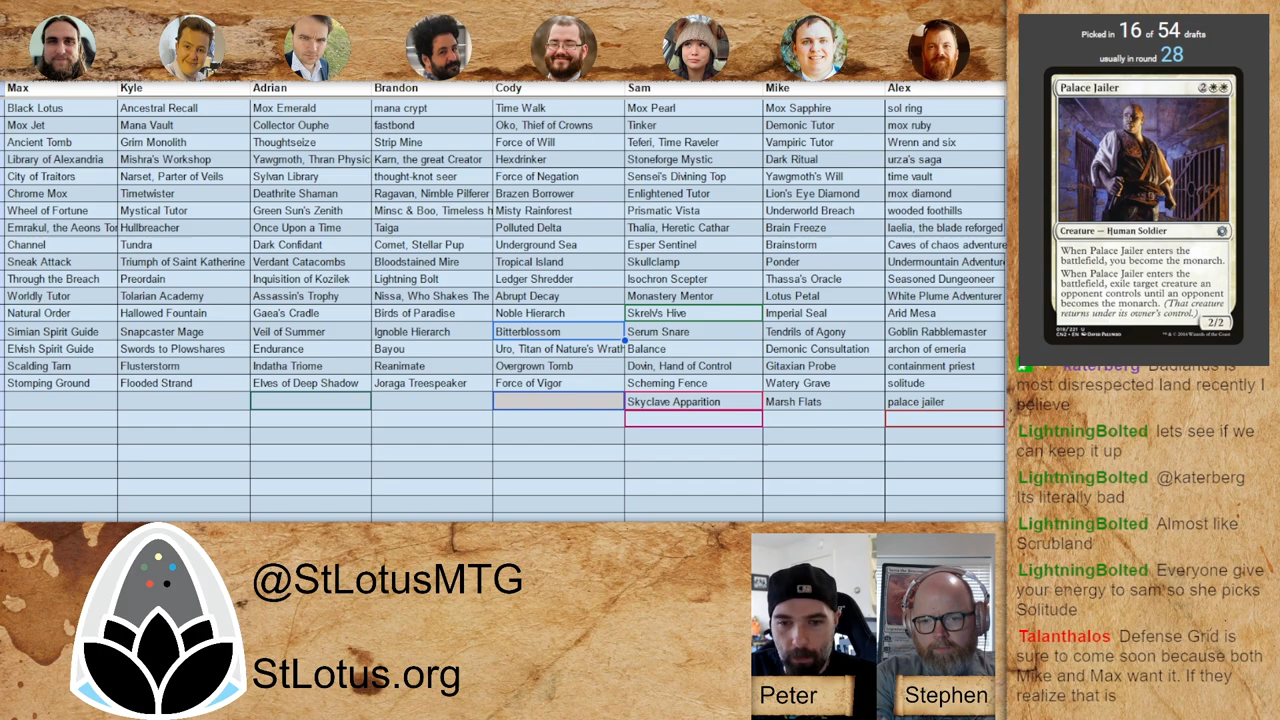 Max Kyle Adrian Brandon Cody Sam Mike Alex
Black Lotus Ancestral Recall Mox Emerald mana crypt Time Walk Mox Pearl Mox Sapphire sol ring
Mox Jet Mana Vault Collector Ouphe fastbond Oko, Thief of Crowns Tinker Demonic Tutor mox ruby
Ancient Tomb Grim Monolith Thoughtseize Strip Mine Force of Will Teferi, Time Raveler Vampiric Tutor Wrenn and six
Library of Alexandria Mishra's Workshop Yawgmoth, Thran Physic Karn, the great Creator Hexdrinker Stoneforge Mystic Dark Ritual urza's saga
City of Traitors Narset, Parter of Veils Sylvan Library thought-knot seer Force of Negation Sensei's Divining Top Yawgmoth's Will time vault
Chrome Mox Timetwister Deathrite Shaman Ragavan, Nimble Pilferer Brazen Borrower Enlightened Tutor Lion's Eye Diamond mox diamond
Wheel of Fortune Mystical Tutor Green Sun's Zenith Minsc & Boo, Timeless h Misty Rainforest Prismatic Vista Underworld Breach wooded foothills
Emrakul, the Aeons Tor Hullbreacher Once Upon a Time Taiga Polluted Delta Thalia, Heretic Cathar Brain Freeze laelia, the blade reforged
Channel Tundra Dark Confidant Comet, Stellar Pup Underground Sea Esper Sentinel Brainstorm Caves of chaos adventure
Sneak Attack Triumph of Saint Katherine Verdant Catacombs Bloodstained Mire Tropical Island Skullclamp Ponder Undermountain Adventur
Through the Breach Preordain Inquisition of Kozilek Lightning Bolt Ledger Shredder Isochron Scepter Thassa's Oracle Seasoned Dungeoneer
Worldly Tutor Tolarian Academy Assassin's Trophy Nissa, Who Shakes The Abrupt Decay Monastery Mentor Lotus Petal White Plume Adventurer
Natural Order Hallowed Fountain Gaea's Cradle Birds of Paradise Noble Hierarch Skrelv's Hive Imperial Seal Arid Mesa
Simian Spirit Guide Snapcaster Mage Veil of Summer Ignoble Hierarch Bitterblossom Serum Snare Tendrils of Agony Goblin Rabblemaster
Elvish Spirit Guide Swords to Plowshares Endurance Bayou Uro, Titan of Nature's Wrath Balance Demonic Consultation archon of emeria
Scalding Tarn Flusterstorm Indatha Triome Reanimate Overgrown Tomb Dovin, Hand of Control Gitaxian Probe containment priest
Stomping Ground Flooded Strand Elves of Deep Shadow Joraga Treespeaker Force of Vigor Scheming Fence Watery Grave solitude
Skyclave Apparition Marsh Flats palace jailer
Picked in 16 of 54 drafts
usually in round 28
Palace Jailer 2
Creature — Human Soldier
When Palace Jailer enters the
battlefield, you become the monarch.
When Palace Jailer enters the
battlefield, exile target creature an
opponent controls until an opponent
becomes the monarch. (That creature
returns under its owner's control.)
2/2
katerberg Badlands is
most disrespected land recently I
believe
LightningBolted lets see if we
can keep it up
LightningBolted @katerberg
Its literally bad
LightningBolted Almost like
Scrubland
LightningBolted Everyone give
your energy to sam so she picks
Solitude
Talanthalos Defense Grid is
sure to come soon because both
Mike and Max want it. If they
realize that is
@StLotusMTG
StLotus.org
Peter
Stephen